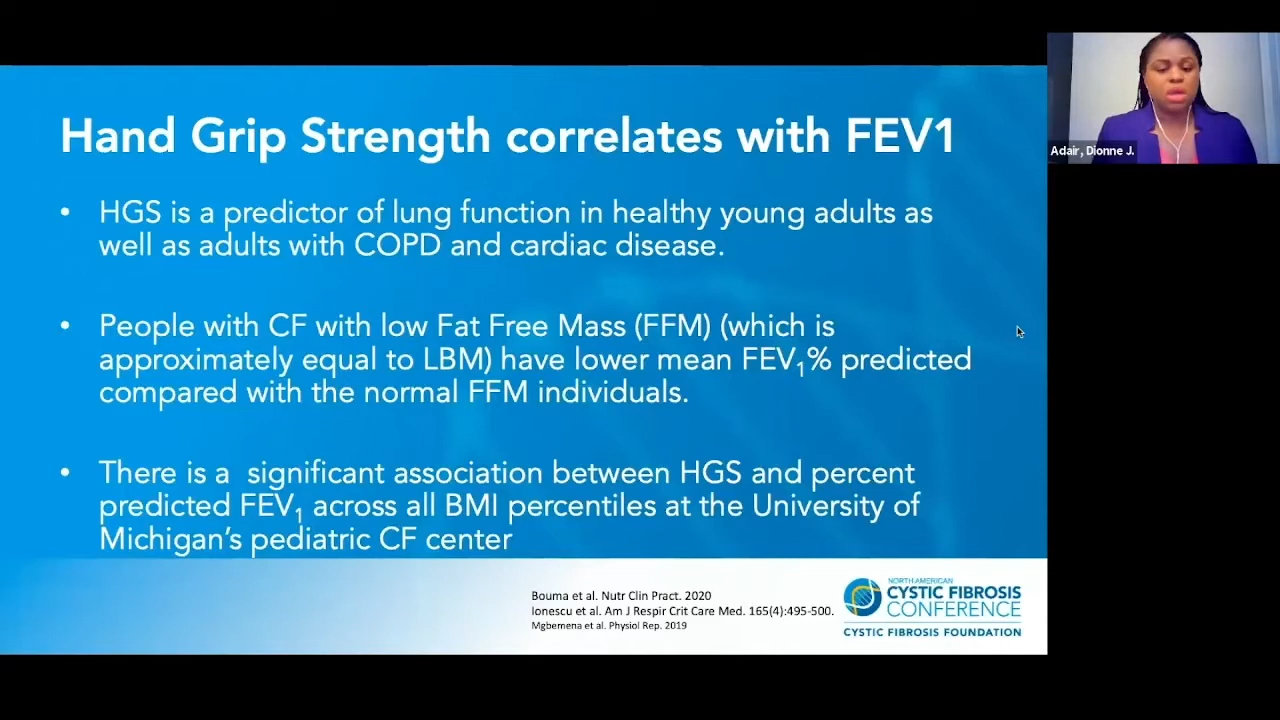 Hand Grip Strength correlates with FEV1
• HGS is a predictor of lung function in healthy young adults as
well as adults with COPD and cardiac disease.
• People with CF with low Fat Free Mass (FFM) (which is
approximately equal to LBM) have lower mean FEV₁% predicted
compared with the normal FFM individuals.
• There is a  significant association between HGS and percent
predicted FEV₁ across all BMI percentiles at the University of
Michigan’s pediatric CF center
Bouma et al. Nutr Clin Pract. 2020
Ionescu et al. Am J Respir Crit Care Med. 165(4):495-500.
Mgbemena et al. Physiol Rep. 2019
NORTH AMERICAN
CYSTIC FIBROSIS
CONFERENCE
CYSTIC FIBROSIS FOUNDATION
Adair, Dionne J.